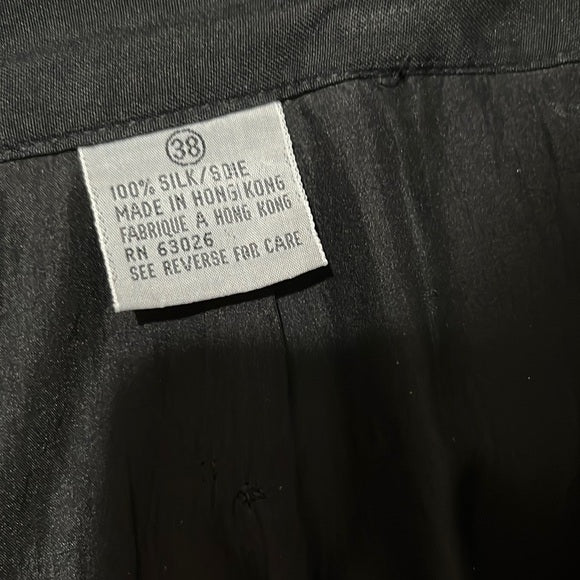 38
100% SILK/SOIE
MADE IN HONG KONG
FABRIQUE A HONG KONG
RN 63026
SEE REVERSE FOR CARE